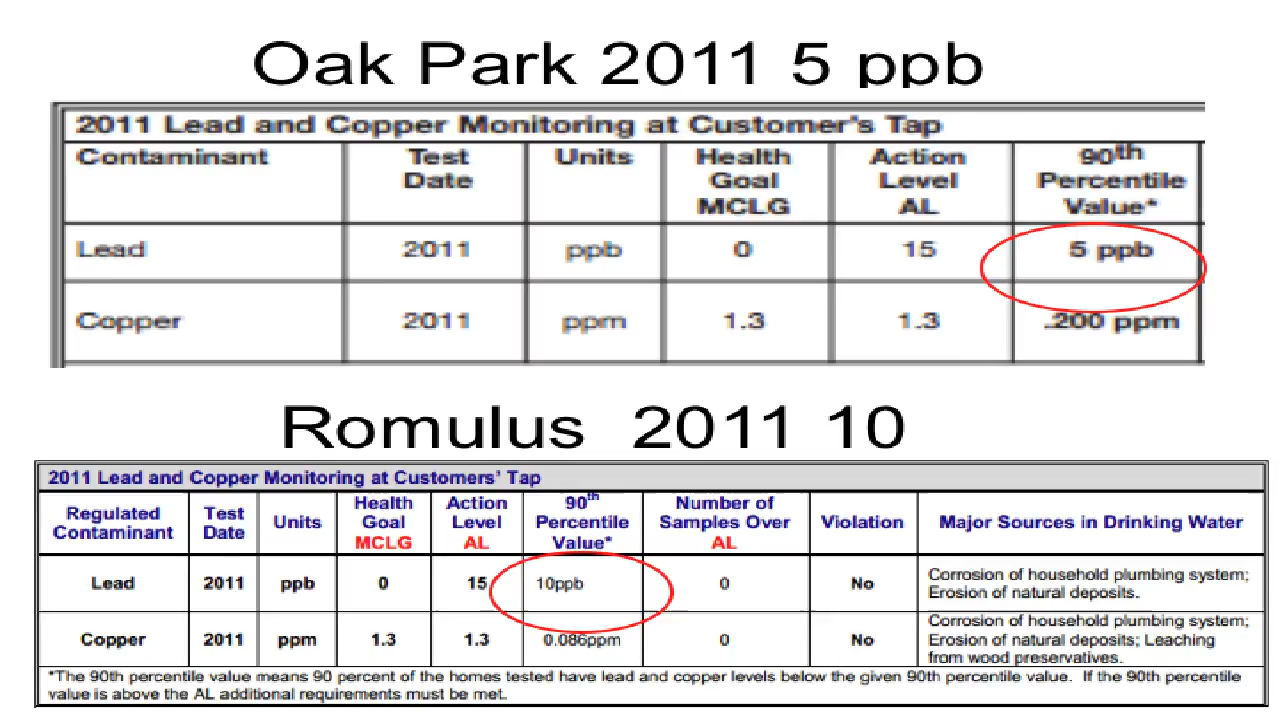 Oak Park 2011 5 ppb
2011 Lead and Copper Monitoring at Customer's Tap
Contaminant Test Date Units Health Goal MCLG Action Level AL 90th Percentile Value*
Lead 2011 ppb 0 15 5 ppb
Copper 2011 ppm 1.3 1.3 .200 ppm
Romulus 2011 10
2011 Lead and Copper Monitoring at Customers' Tap
Regulated Contaminant Test Date Units Health Goal MCLG Action Level AL 90th Percentile Value* Number of Samples Over AL Violation Major Sources in Drinking Water
Lead 2011 ppb 0 15 10ppb 0 No Corrosion of household plumbing system; Erosion of natural deposits.
Copper 2011 ppm 1.3 1.3 0.086ppm 0 No Corrosion of household plumbing system; Erosion of natural deposits; Leaching from wood preservatives.
*The 90th percentile value means 90 percent of the homes tested have lead and copper levels below the given 90th percentile value. If the 90th percentile
value is above the AL additional requirements must be met.